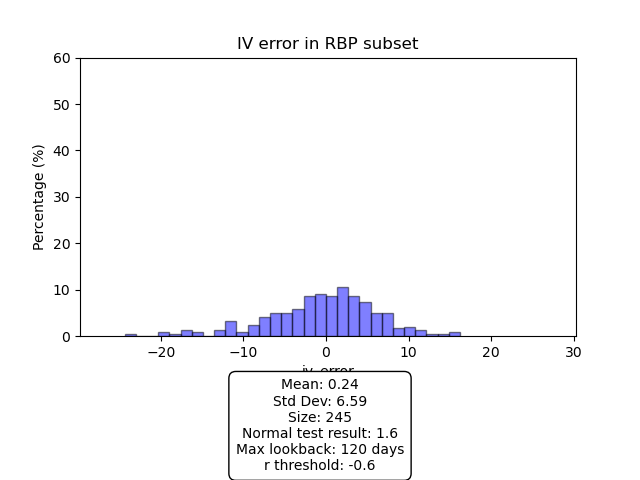 IV error in RBP subset
60
50
40
30
20
10
0
Percentage (%)
−20
−10
0
10
20
30
iv_error
Mean: 0.24
Std Dev: 6.59
Size: 245
Normal test result: 1.6
Max lookback: 120 days
r threshold: -0.6